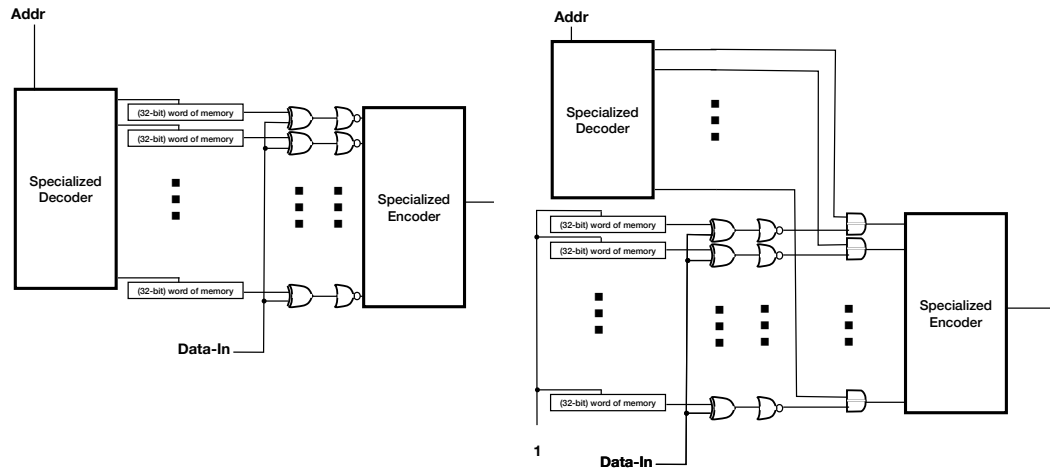 Addr
(32-bit) word of memory
(32-bit) word of memory
Specialized
Decoder
Specialized
Encoder
(32-bit) word of memory
Data-In
Addr
Specialized
Decoder
(32-bit) word of memory
(32-bit) word of memory
Specialized
Encoder
(32-bit) word of memory
1
Data-In